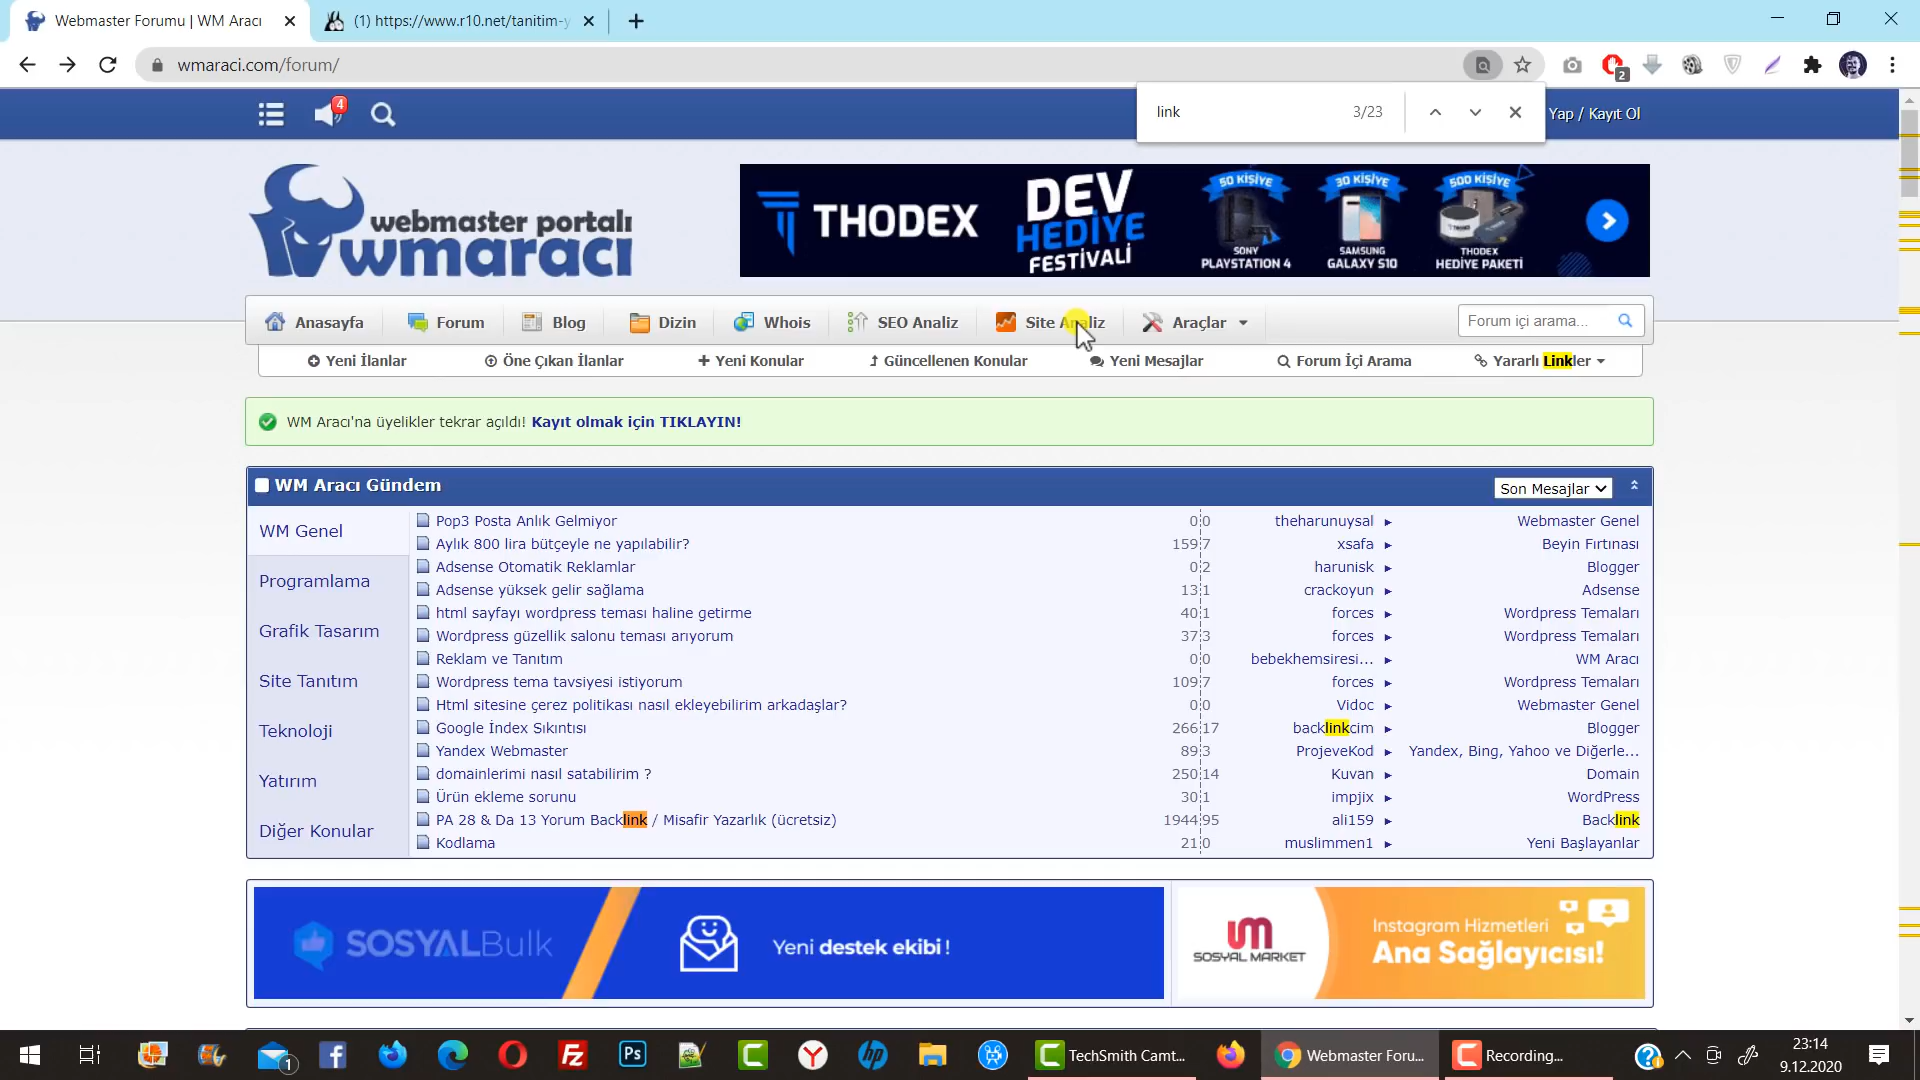 Webmaster Forumu | WM Aracı
(1) https://www.r10.net/tanitim-y
wmaraci.com/forum/
2
link
3/23
4
Yap / Kayıt Ol
webmaster portalı
wmaracı
THODEX
DEV
HEDİYE
FESTİVALİ
50 KİŞİYE
SONY
PLAYSTATION 4
30 KİŞİYE
SAMSUNG
GALAXY S10
500 KİŞİYE
THODEX
HEDİYE PAKETİ
Anasayfa
Forum
Blog
Dizin
Whois
SEO Analiz
Site Analiz
Araçlar
Forum içi arama...
Yeni İlanlar
Öne Çıkan İlanlar
Yeni Konular
Güncellenen Konular
Yeni Mesajlar
Forum İçi Arama
Yararlı Linkler
WM Aracı'na üyelikler tekrar açıldı! Kayıt olmak için TIKLAYIN!
WM Aracı Gündem
Son Mesajlar
WM Genel
Programlama
Grafik Tasarım
Site Tanıtım
Teknoloji
Yatırım
Diğer Konular
Pop3 Posta Anlık Gelmiyor 0 0 theharunuysal Webmaster Genel
Aylık 800 lira bütçeyle ne yapılabilir? 159 7 xsafa Beyin Fırtınası
Adsense Otomatik Reklamlar 0 2 harunisk Blogger
Adsense yüksek gelir sağlama 13 1 crackoyun Adsense
html sayfayı wordpress teması haline getirme 40 1 forces Wordpress Temaları
Wordpress güzellik salonu teması arıyorum 37 3 forces Wordpress Temaları
Reklam ve Tanıtım 0 0 bebekhemsiresi... WM Aracı
Wordpress tema tavsiyesi istiyorum 109 7 forces Wordpress Temaları
Html sitesine çerez politikası nasıl ekleyebilirim arkadaşlar? 0 0 Vidoc Webmaster Genel
Google İndex Sıkıntısı 266 17 backlinkcim Blogger
Yandex Webmaster 89 3 ProjeveKod Yandex, Bing, Yahoo ve Diğerle...
domainlerimi nasıl satabilirim ? 250 14 Kuvan Domain
Ürün ekleme sorunu 30 1 impjix WordPress
PA 28 & Da 13 Yorum Backlink / Misafir Yazarlık (ücretsiz) 1944 95 ali159 Backlink
Kodlama 21 0 muslimmen1 Yeni Başlayanlar
SOSYALBulk
Yeni destek ekibi !
um
SOSYAL MARKET
Instagram Hizmetleri
Ana Sağlayıcısı!
1
Ps
TechSmith Camt...
Webmaster Foru...
Recording...
23:14
9.12.2020